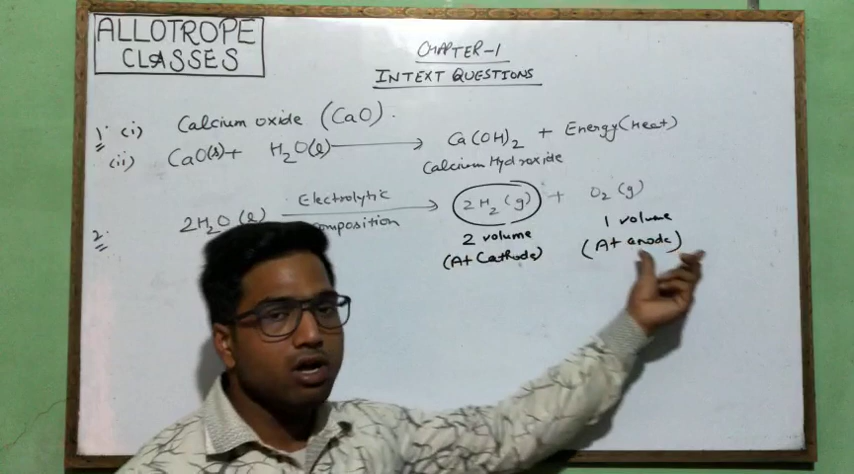 ALLOTROPE
CLASSES
CHAPTER-1
INTEXT QUESTIONS
1. (i) Calcium oxide (CaO).
(ii) CaO(s) + H₂O(l) → Ca(OH)₂ + Energy(Heat)
Calcium Hydroxide
2. 2H₂O(l) Electrolytic → 2H₂(g) + O₂(g)
mposition
2 volume 1 volume
(At Cathode) (At anode)